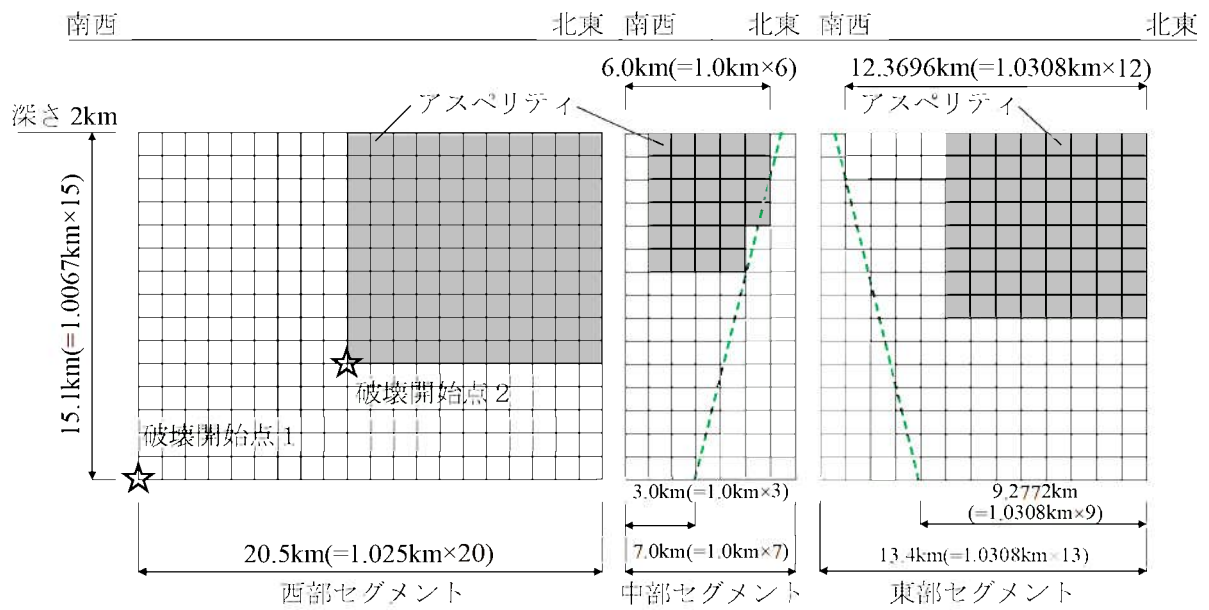 南西 北東 南西 北東 南西 北東
6.0km(=1.0km×6) 12.3696km(=1.0308km×12)
アスペリティ アスペリティ
深さ 2km
15.1km(=1.0067km×15)
破壊開始点2
破壊開始点1
3.0km(=1.0km×3) 9.2772km
(=1.0308km×9)
20.5km(=1.025km×20) 7.0km(=1.0km×7) 13.4km(=1.0308km×13)
西部セグメント 中部セグメント 東部セグメント